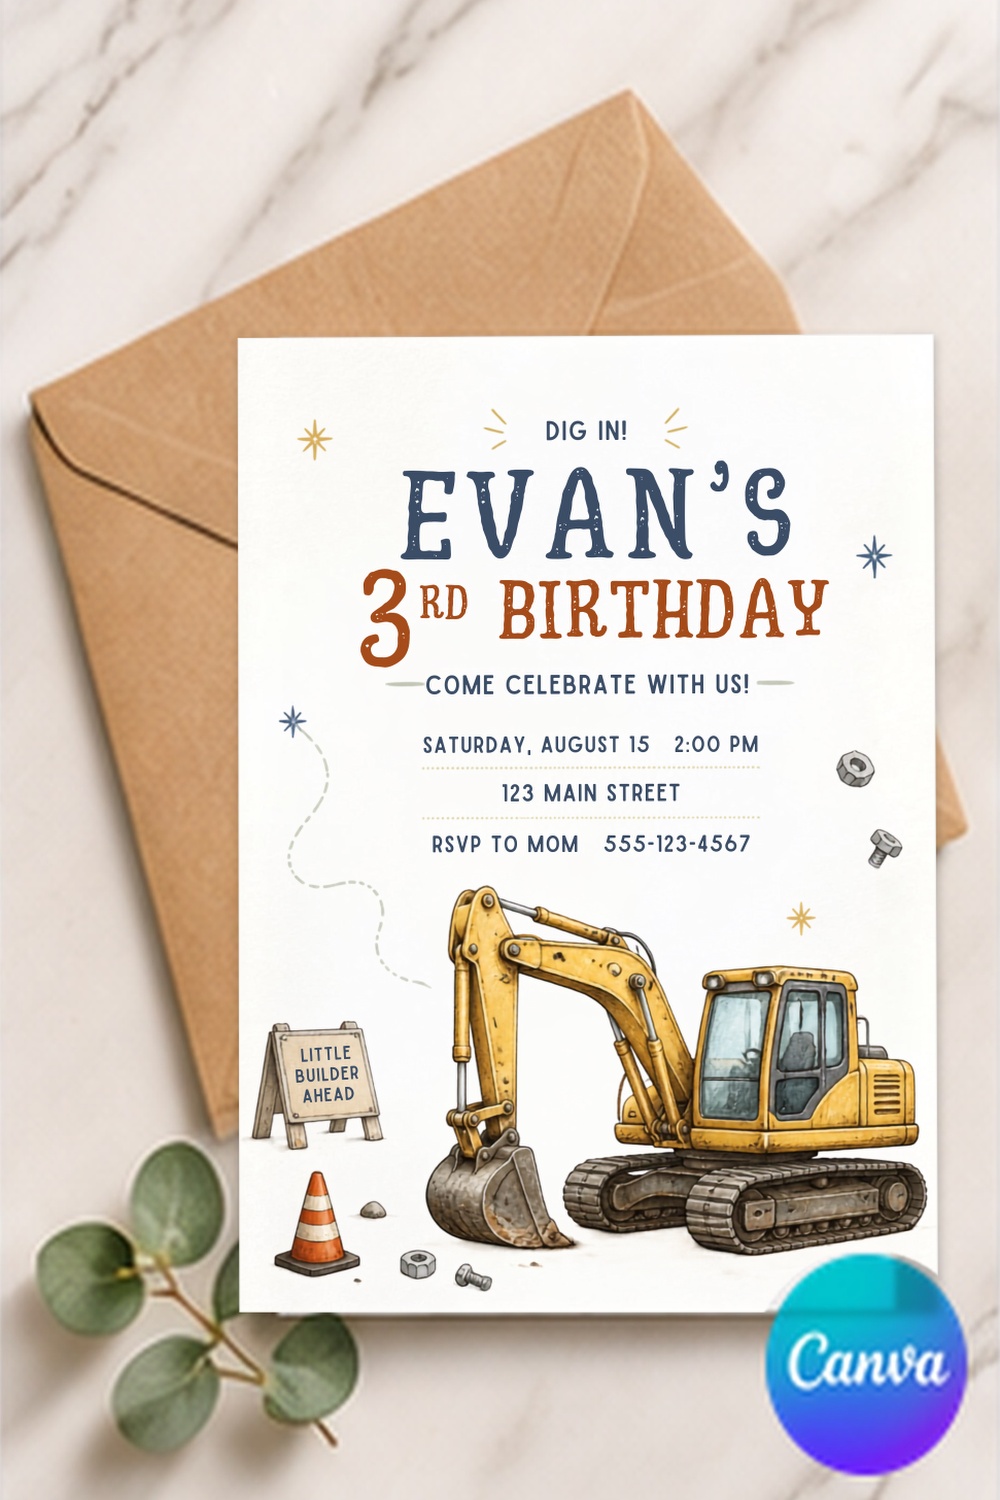 DIG IN!
EVAN'S
3RD BIRTHDAY
COME CELEBRATE WITH US!
SATURDAY, AUGUST 15 2:00 PM
123 MAIN STREET
RSVP TO MOM 555-123-4567
LITTLE
BUILDER
AHEAD
Canva